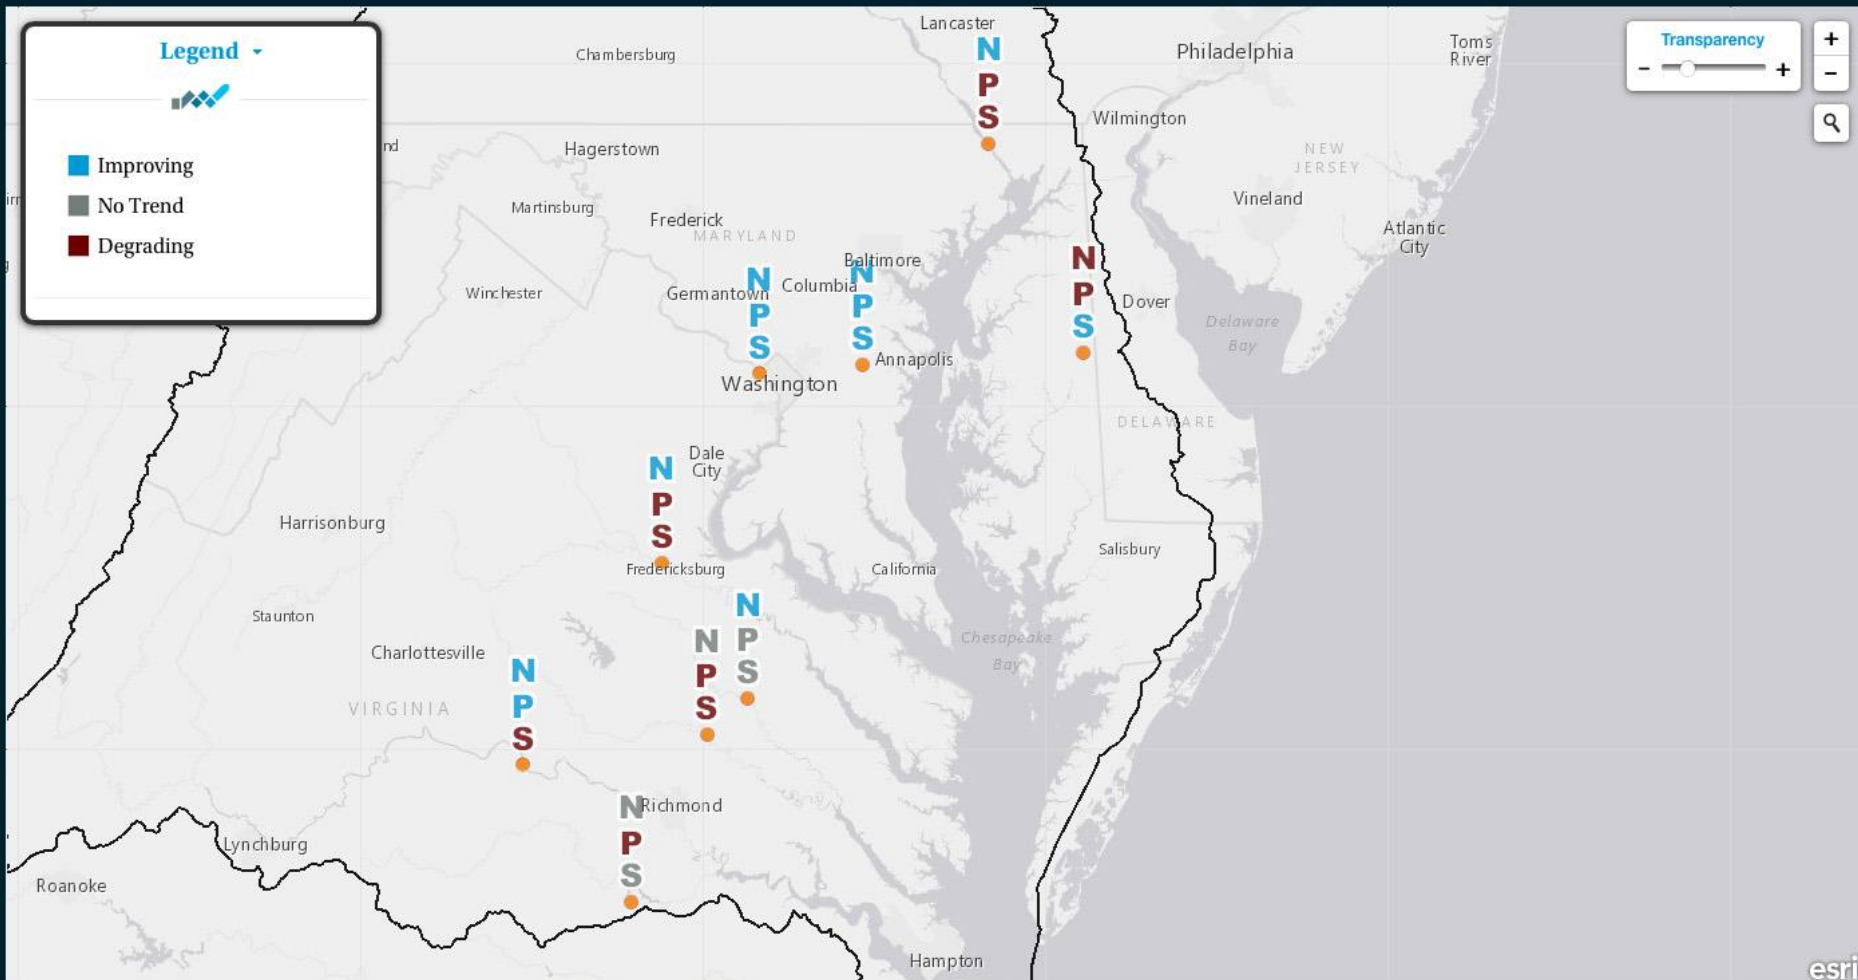 Legend
Improving
No Trend
Degrading
Transparency
-
+
+
-
Lancaster
Chambersburg
Philadelphia
Toms
River
N
P
S
Wilmington
nd
Hagerstown
NEW
JERSEY
Martinsburg
Frederick
MARYLAND
Vineland
Atlantic
City
Baltimore
Winchester
Germantown
Columbia
N
P
S
N
P
S
N
P
S
Dover
Delaware
Bay
Annapolis
Washington
DELAWARE
Dale
City
N
P
S
Harrisonburg
Fredericksburg
California
Salisbury
Staunton
Charlottesville
N
P
S
N
P
S
Chesapeake
Bay
N
P
S
VIRGINIA
N
P
S
Richmond
Lynchburg
Roanoke
Hampton
esri